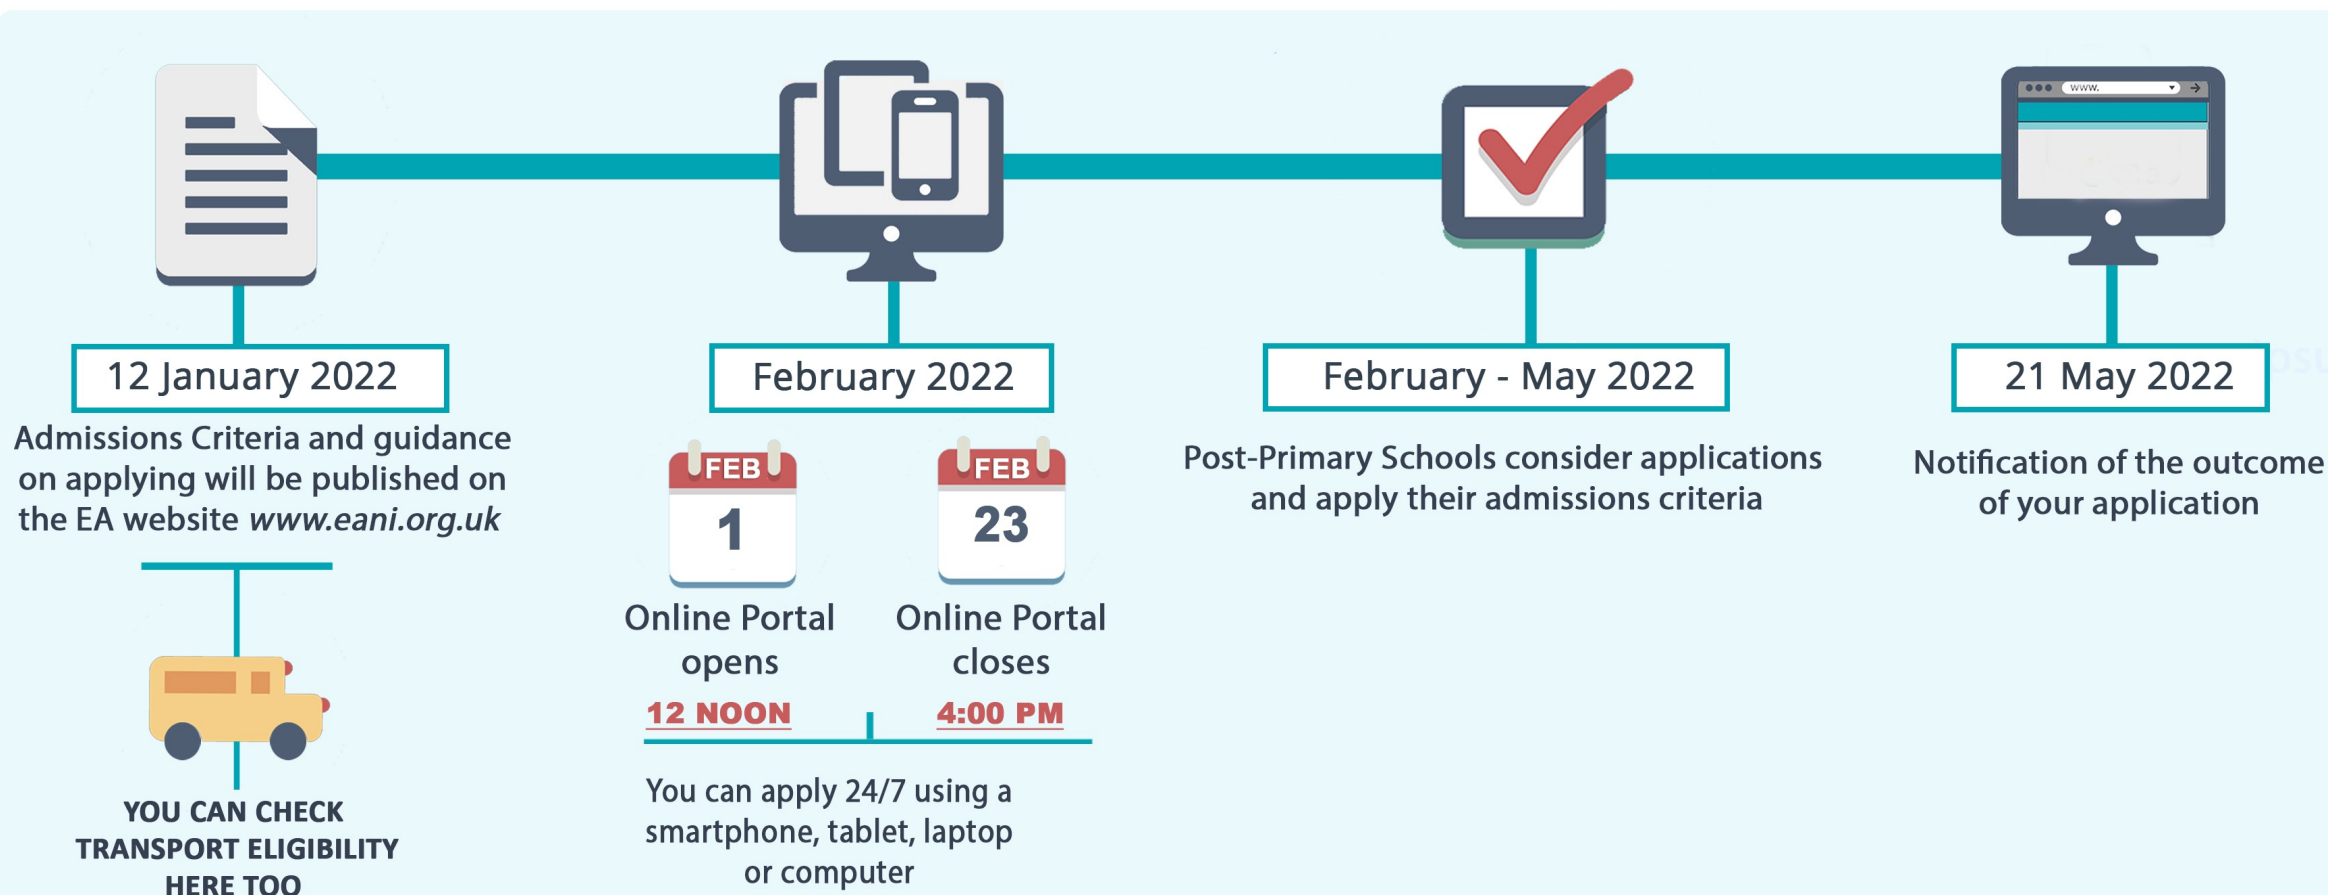 www.
12 January 2022
Admissions Criteria and guidance
on applying will be published on
the EA website www.eani.org.uk
YOU CAN CHECK
TRANSPORT ELIGIBILITY
HERE TOO
February 2022
FEB
1
Online Portal
opens
12 NOON
FEB
23
Online Portal
closes
4:00 PM
You can apply 24/7 using a
smartphone, tablet, laptop
or computer
February - May 2022
Post-Primary Schools consider applications
and apply their admissions criteria
21 May 2022
Notification of the outcome
of your application